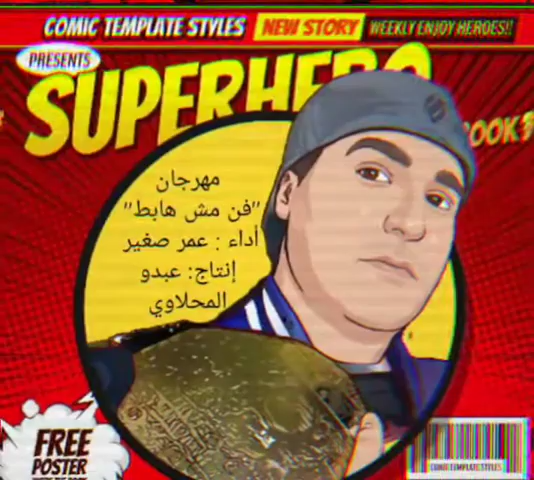 COMIC TEMPLATE STYLES
NEW STORY
WEEKLY ENJOY HEROES!!
PRESENTS
SUPERHERO
BOOK
مهرجان
"فن مش هابط"
أداء : عمر صغير
إنتاج: عبدو
المحلاوي
FREE
POSTER
COMIC TEMPLATE STYLES